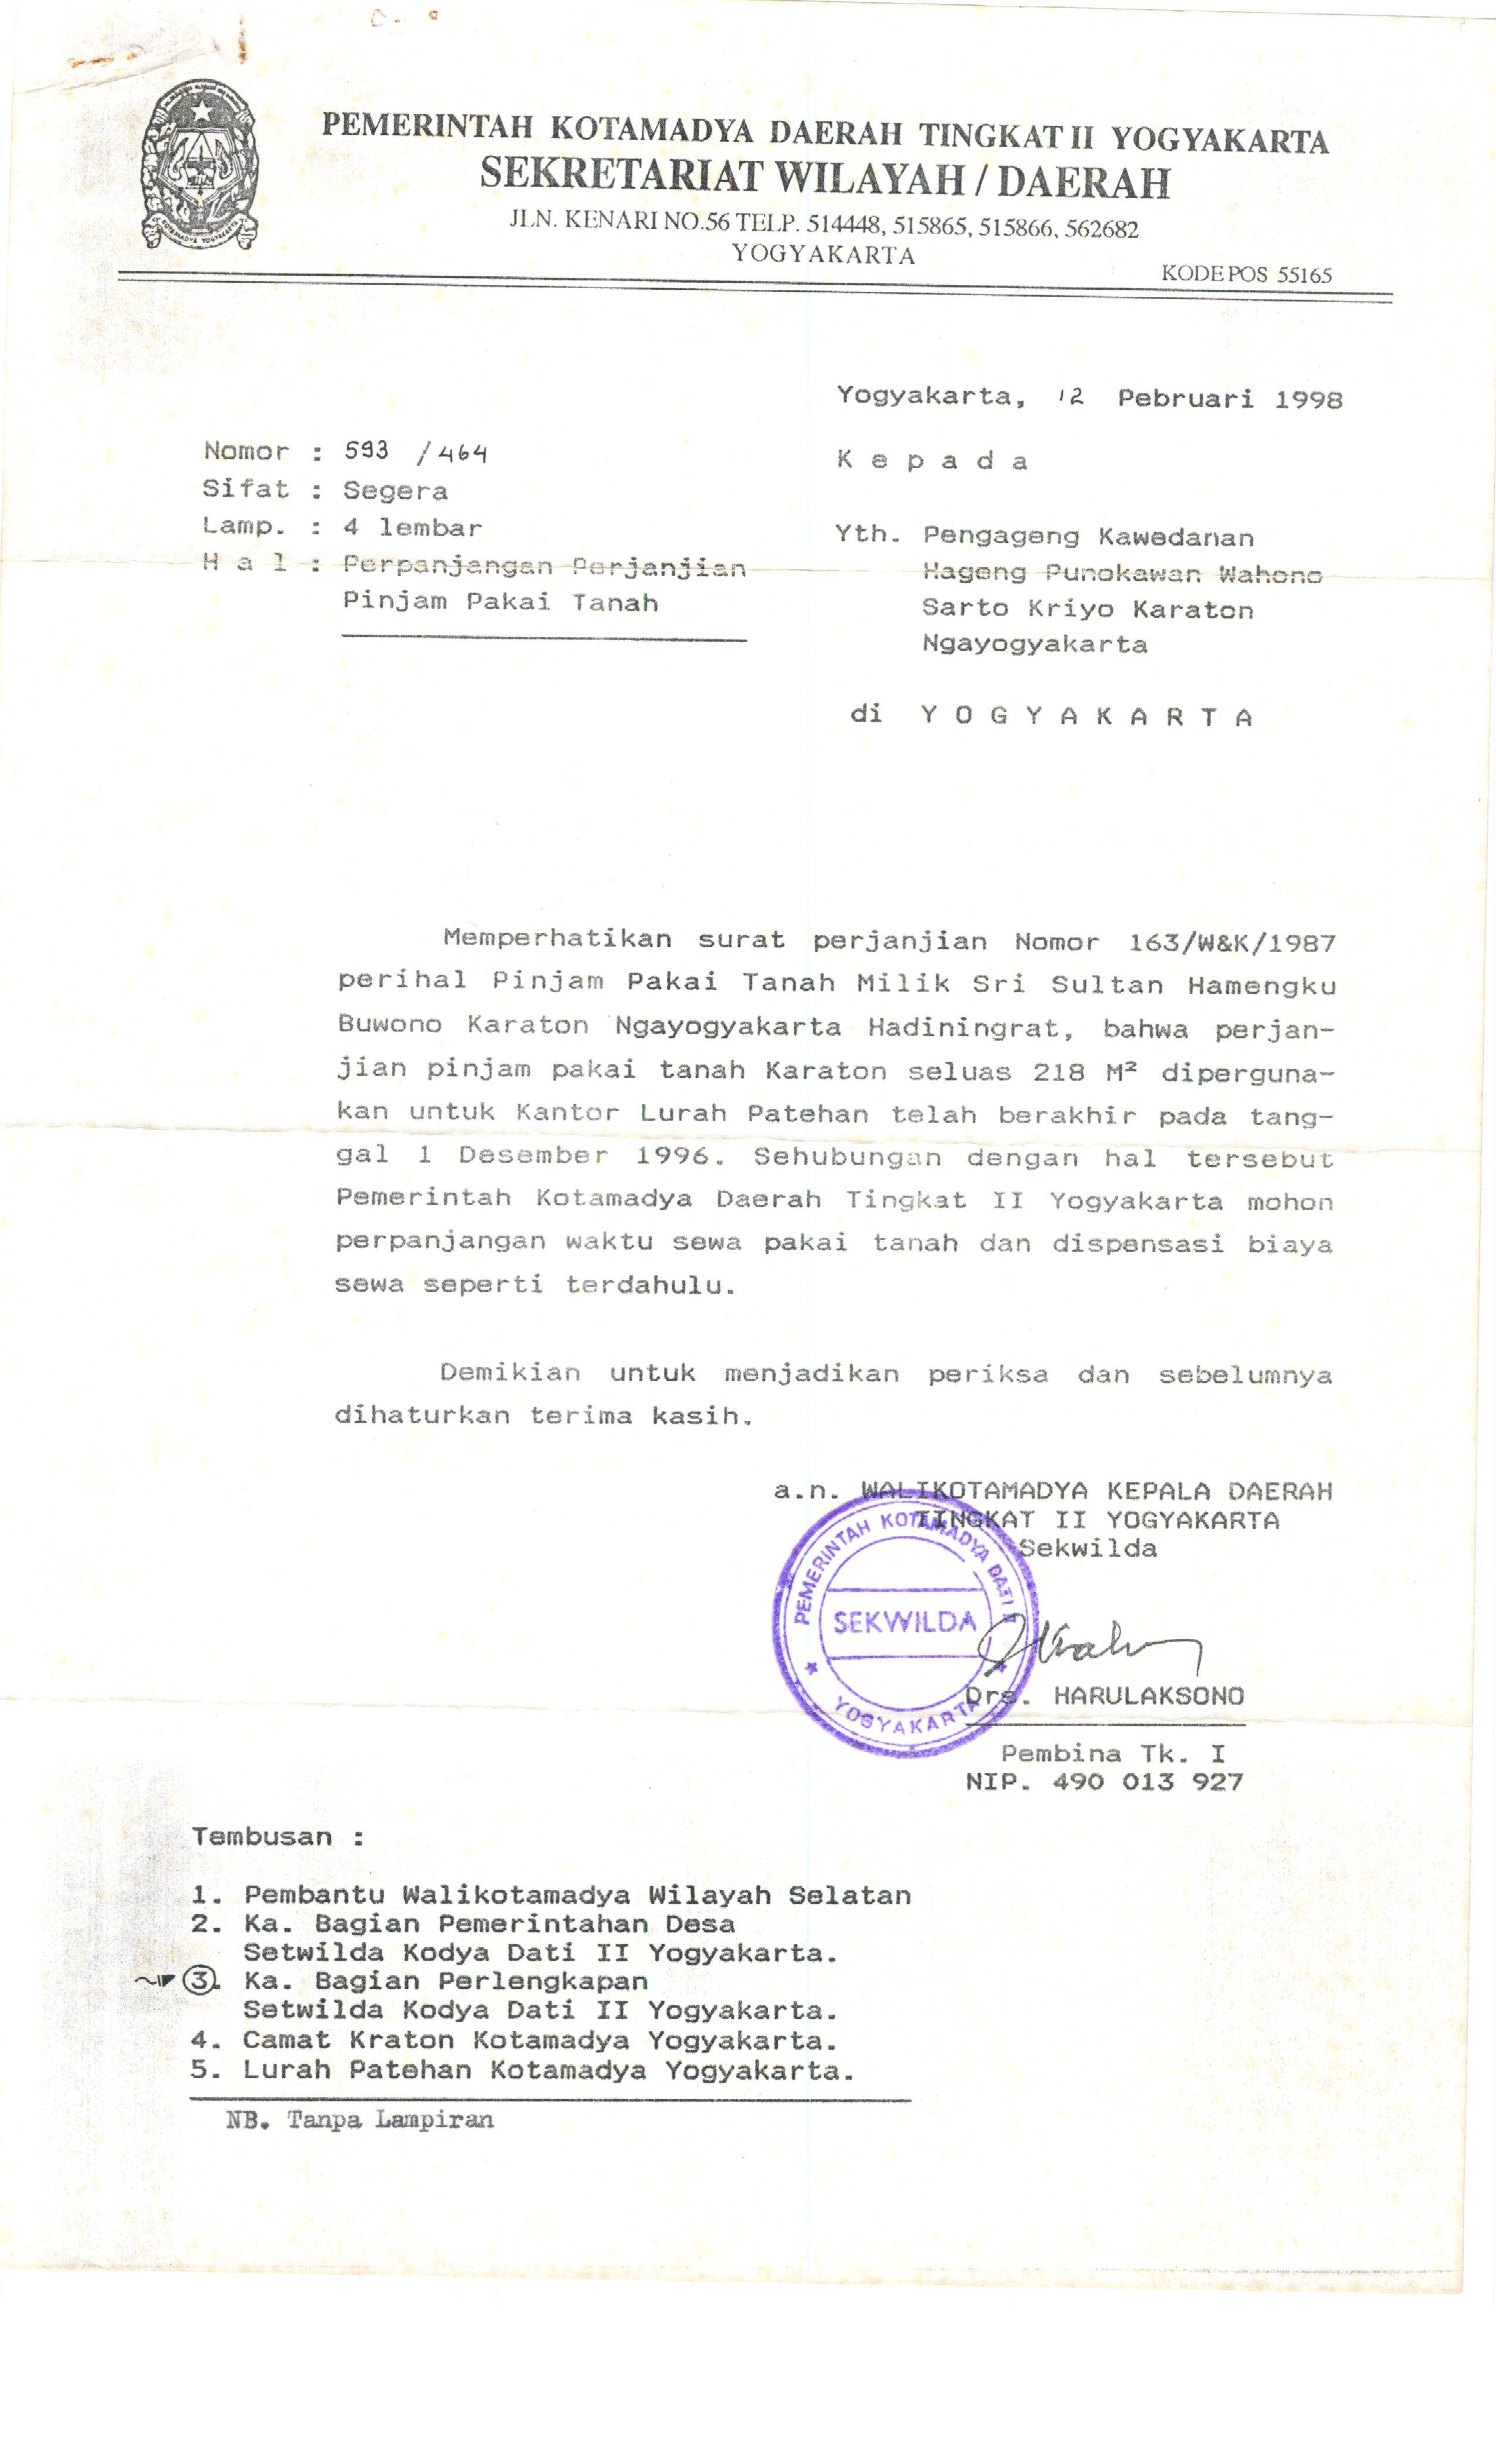 PEMERINTAH KOTAMADYA DAERAH TINGKAT II YOGYAKARTA
SEKRETARIAT WILAYAH / DAERAH
JLN. KENARI NO.56 TELP. 514448, 515865, 515866, 562682
YOGYAKARTA
KODE POS 55165
Yogyakarta, 12 Pebruari 1998
Nomor : 593 /464
Sifat : Segera
Lamp. : 4 lembar
H a l : Perpanjangan Perjanjian
Pinjam Pakai Tanah
K e p a d a
Yth. Pengageng Kawedanan
Hageng Punokawan Wahono
Sarto Kriyo Karaton
Ngayogyakarta
di Y O G Y A K A R T A
Memperhatikan surat perjanjian Nomor 163/W&K/1987
perihal Pinjam Pakai Tanah Milik Sri Sultan Hamengku
Buwono Karaton Ngayogyakarta Hadiningrat, bahwa perjan-
jian pinjam pakai tanah Karaton seluas 218 M² diperguna-
kan untuk Kantor Lurah Patehan telah berakhir pada tang-
gal 1 Desember 1996. Sehubungan dengan hal tersebut
Pemerintah Kotamadya Daerah Tingkat II Yogyakarta mohon
perpanjangan waktu sewa pakai tanah dan dispensasi biaya
sewa seperti terdahulu.
Demikian untuk menjadikan periksa dan sebelumnya
dihaturkan terima kasih.
a.n. WALIKOTAMADYA KEPALA DAERAH
TINGKAT II YOGYAKARTA
Sekwilda
PEMERINTAH KOTAMADYA DATI II
SEKWILDA
YOGYAKARTA
Drs. HARULAKSONO
Pembina Tk. I
NIP. 490 013 927
Tembusan :
1. Pembantu Walikotamadya Wilayah Selatan
2. Ka. Bagian Pemerintahan Desa
Setwilda Kodya Dati II Yogyakarta.
3. Ka. Bagian Perlengkapan
Setwilda Kodya Dati II Yogyakarta.
4. Camat Kraton Kotamadya Yogyakarta.
5. Lurah Patehan Kotamadya Yogyakarta.
NB. Tanpa Lampiran